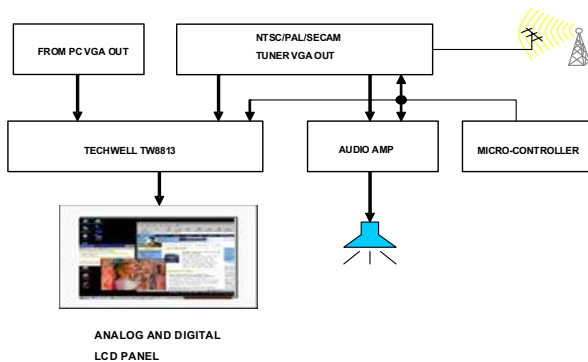 FROM PC VGA OUT
NTSC/PAL/SECAM
TUNER VGA OUT
TECHWELL TW8813
AUDIO AMP
MICRO-CONTROLLER
ANALOG AND DIGITAL
LCD PANEL